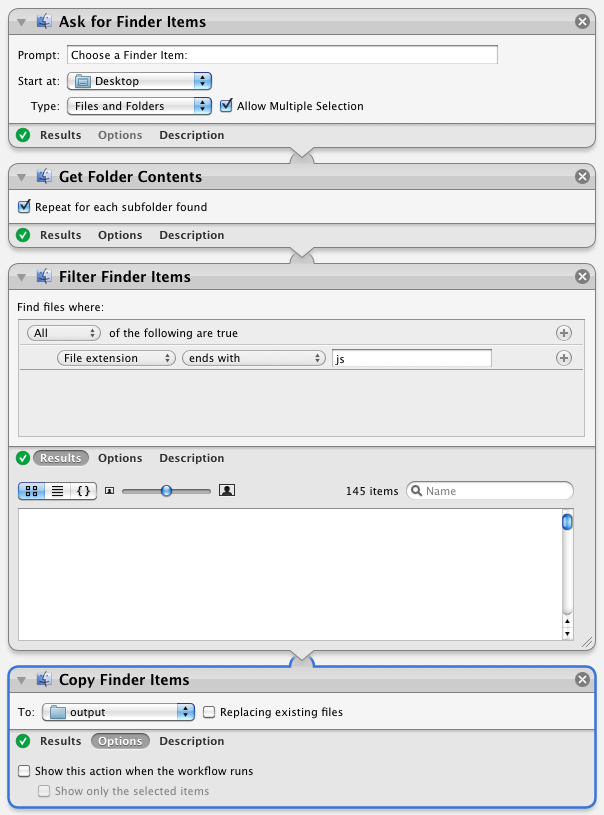 Ask for Finder Items
Prompt: Choose a Finder Item:
Start at: Desktop
Type: Files and Folders Allow Multiple Selection
Results Options Description
Get Folder Contents
Repeat for each subfolder found
Results Options Description
Filter Finder Items
Find files where:
All of the following are true
File extension ends with js
Results Options Description
{} 145 items Name
Copy Finder Items
To: output Replacing existing files
Results Options Description
Show this action when the workflow runs
Show only the selected items